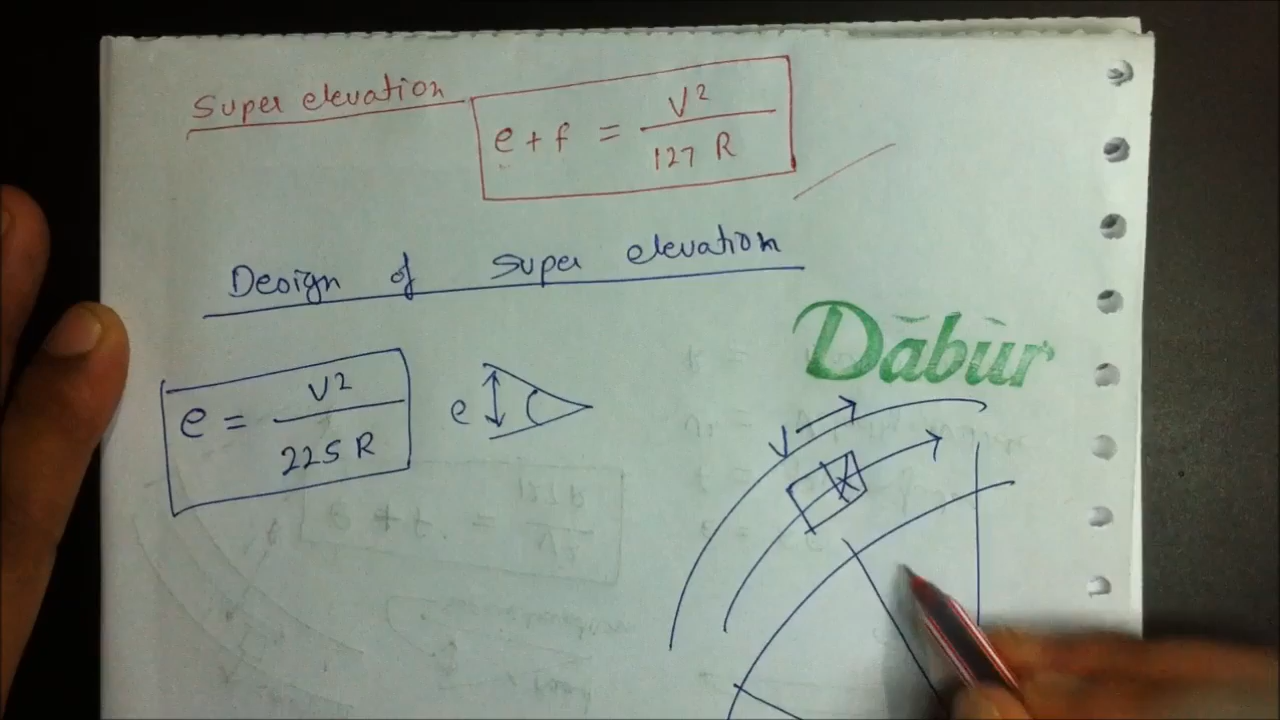 Super elevation
e + f = V² / 127 R
Design of super elevation
Dabur
e = V² / 225 R
e
V